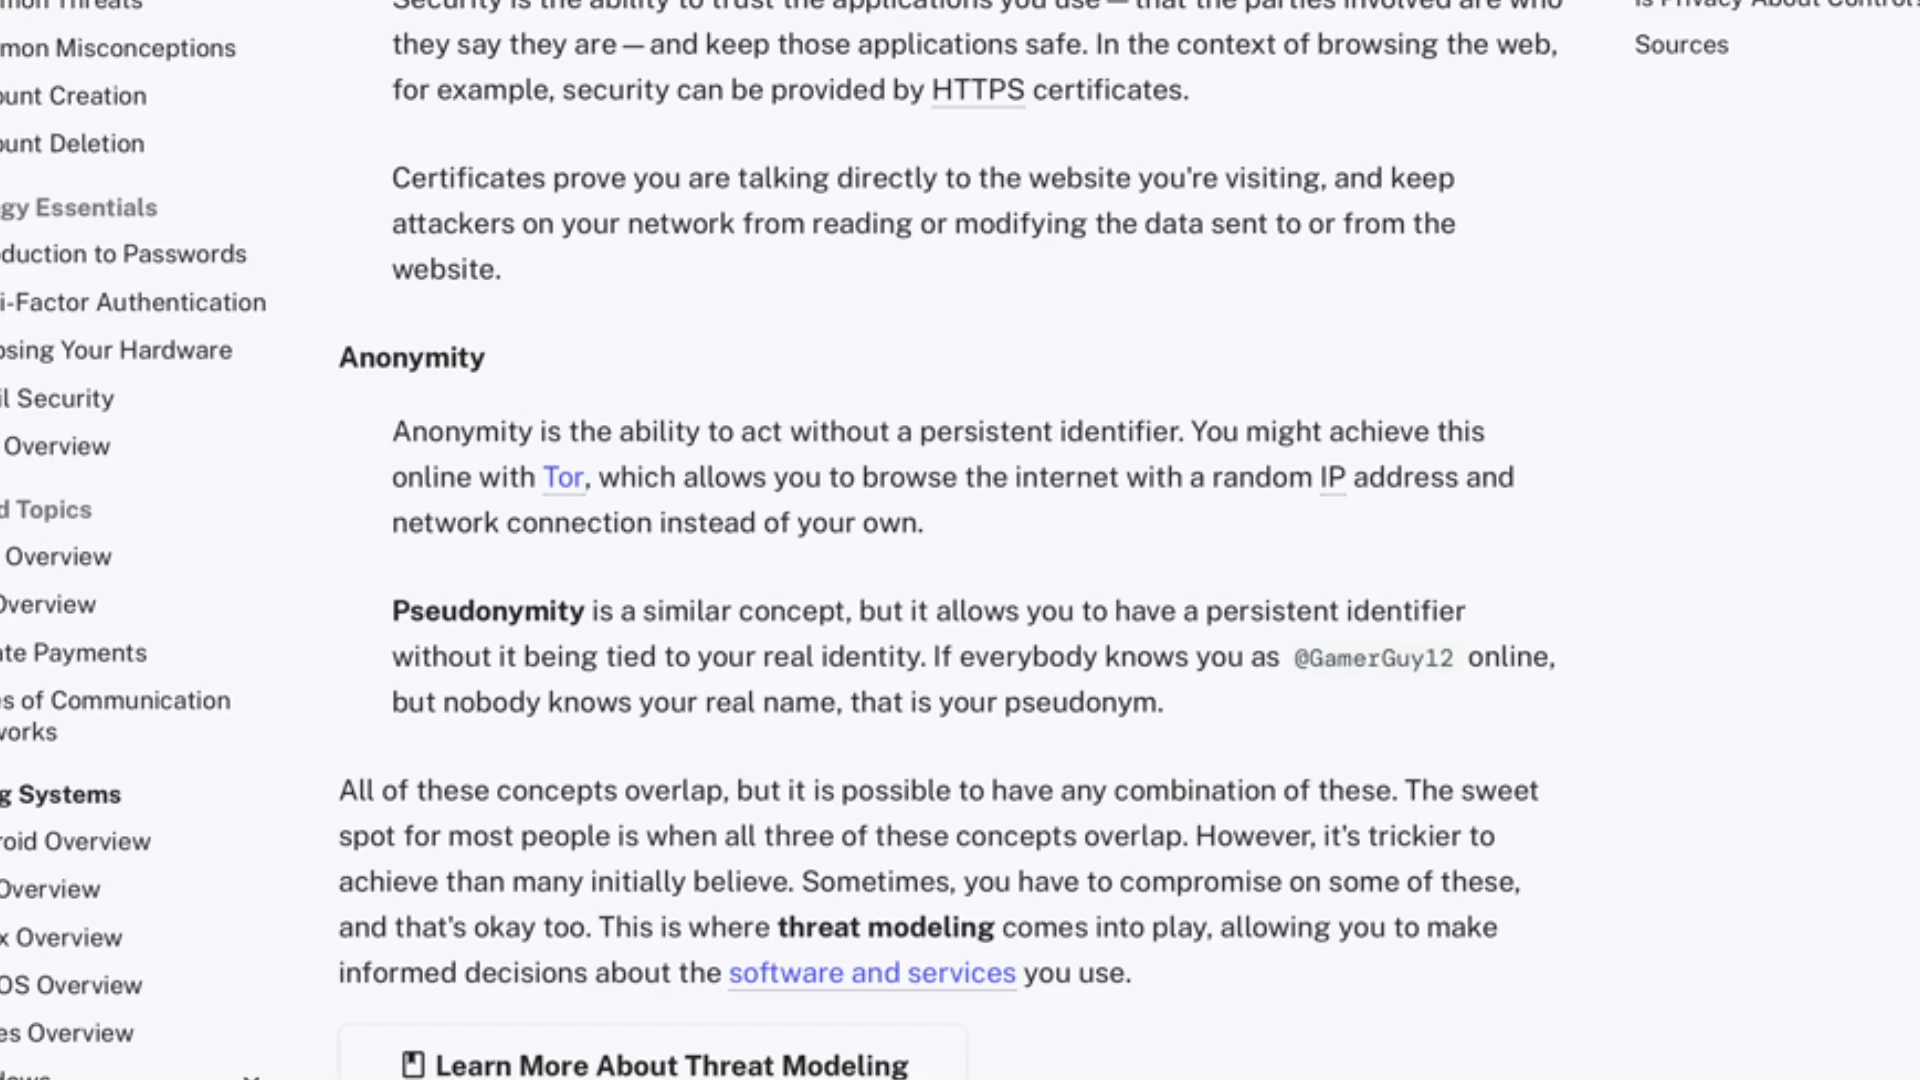 mon Misconceptions
ount Creation
ount Deletion
gy Essentials
duction to Passwords
i-Factor Authentication
osing Your Hardware
il Security
Overview
d Topics
Overview
Overview
ate Payments
es of Communication
works
g Systems
roid Overview
Overview
x Overview
OS Overview
es Overview
Security is the ability to trust the applications you use — that the parties involved are who
they say they are — and keep those applications safe. In the context of browsing the web,
for example, security can be provided by HTTPS certificates.
Certificates prove you are talking directly to the website you're visiting, and keep
attackers on your network from reading or modifying the data sent to or from the
website.
Anonymity
Anonymity is the ability to act without a persistent identifier. You might achieve this
online with Tor, which allows you to browse the internet with a random IP address and
network connection instead of your own.
Pseudonymity is a similar concept, but it allows you to have a persistent identifier
without it being tied to your real identity. If everybody knows you as @GamerGuy12 online,
but nobody knows your real name, that is your pseudonym.
All of these concepts overlap, but it is possible to have any combination of these. The sweet
spot for most people is when all three of these concepts overlap. However, it's trickier to
achieve than many initially believe. Sometimes, you have to compromise on some of these,
and that's okay too. This is where threat modeling comes into play, allowing you to make
informed decisions about the software and services you use.
Learn More About Threat Modeling
Is Privacy About Control?
Sources